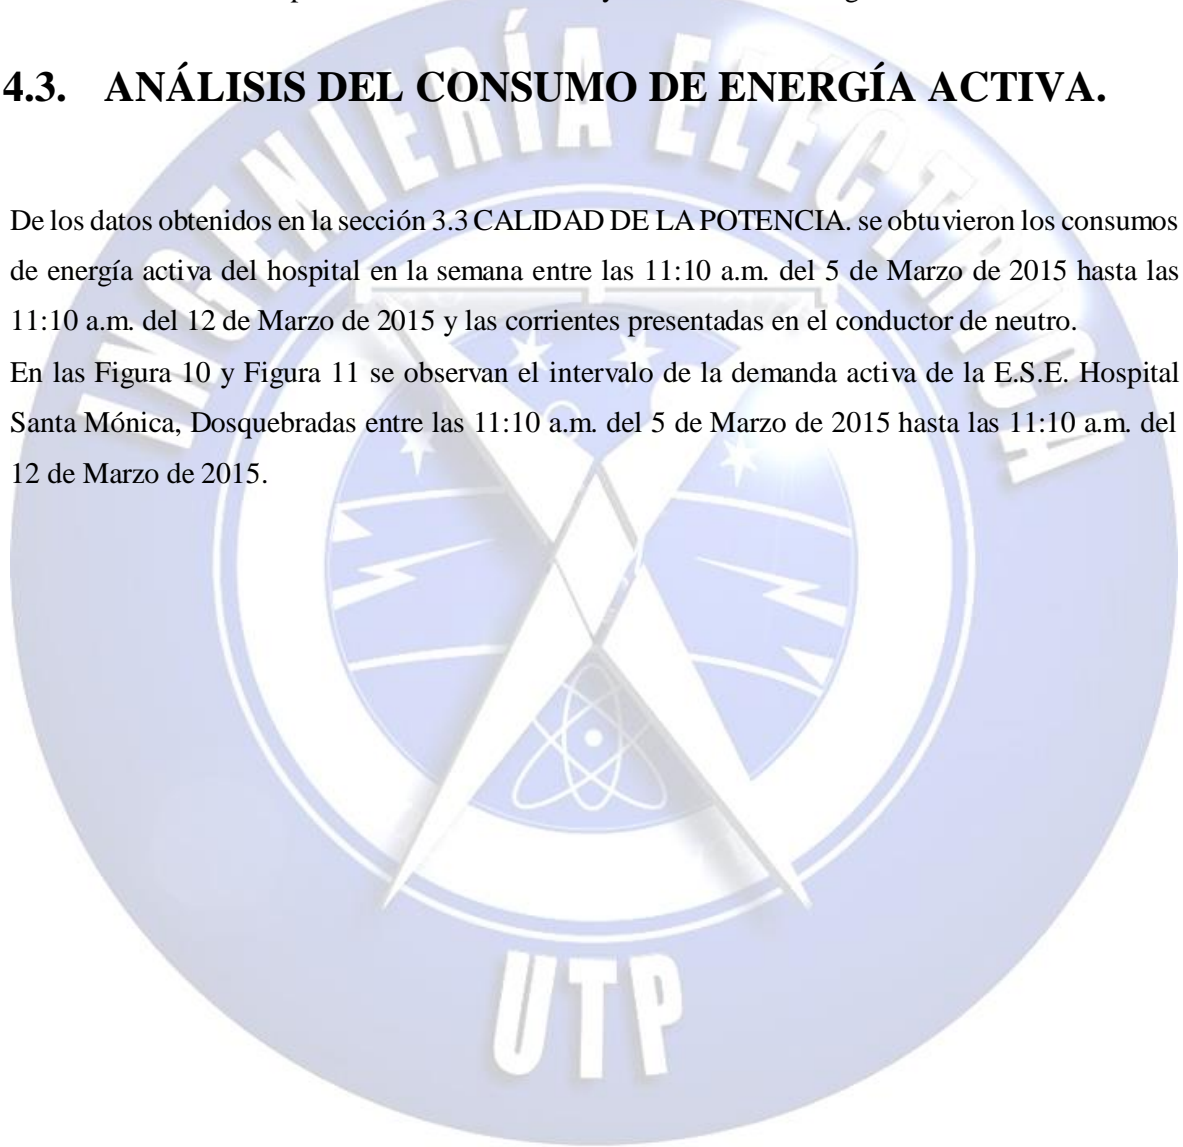 4.3. ANÁLISIS DEL CONSUMO DE ENERGÍA ACTIVA.
De los datos obtenidos en la sección 3.3 CALIDAD DE LA POTENCIA. se obtuvieron los consumos
de energía activa del hospital en la semana entre las 11:10 a.m. del 5 de Marzo de 2015 hasta las
11:10 a.m. del 12 de Marzo de 2015 y las corrientes presentadas en el conductor de neutro.
En las Figura 10 y Figura 11 se observan el intervalo de la demanda activa de la E.S.E. Hospital
Santa Mónica, Dosquebradas entre las 11:10 a.m. del 5 de Marzo de 2015 hasta las 11:10 a.m. del
12 de Marzo de 2015.
INGENIERÍA ELÉCTRICA
UTP